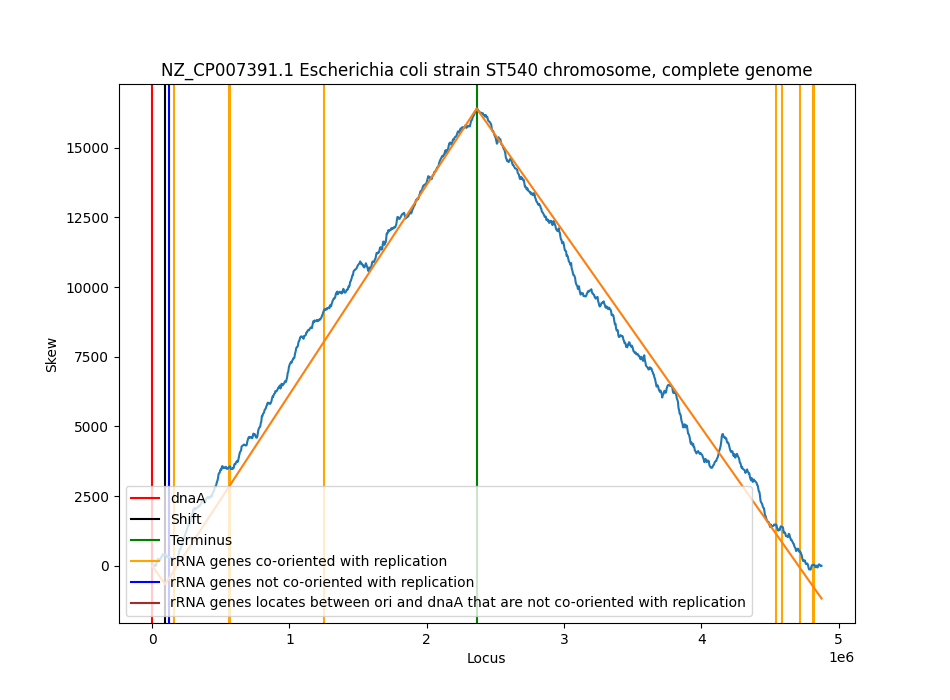 NZ_CP007391.1 Escherichia coli strain ST540 chromosome, complete genome
Skew
15000
12500
10000
7500
5000
2500
0
dnaA
Shift
Terminus
rRNA genes co-oriented with replication
rRNA genes not co-oriented with replication
rRNA genes locates between ori and dnaA that are not co-oriented with replication
0 1 2 3 4 5
1e6
Locus